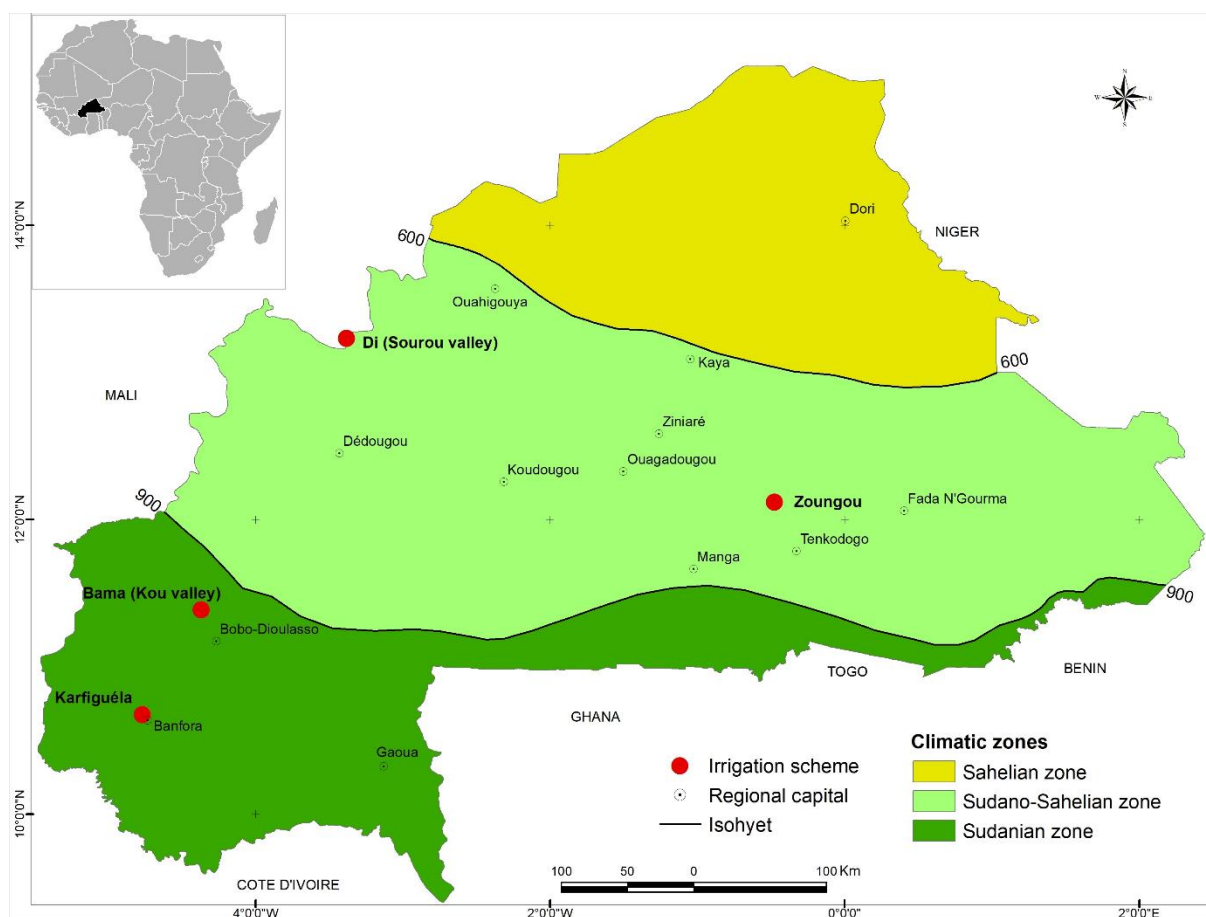 N
W
E
S
14°0'0"N
Dori
NIGER
600
Ouahigouya
Di (Sourou valley)
Kaya
600
MALI
Ziniaré
Dédougou
Ouagadougou
Koudougou
900
Zoungou
Fada N'Gourma
12°0'0"N
Tenkodogo
Manga
Bama (Kou valley)
900
Bobo-Dioulasso
TOGO
BENIN
Karfiguéla
GHANA
Banfora
Gaoua
Climatic zones
Irrigation scheme
Sahelian zone
Regional capital
Sudano-Sahelian zone
Isohyet
Sudanian zone
10°0'0"N
100 50 0 100 Km
COTE D'IVOIRE
4°0'0"W
2°0'0"W
0°0'0"
2°0'0"E